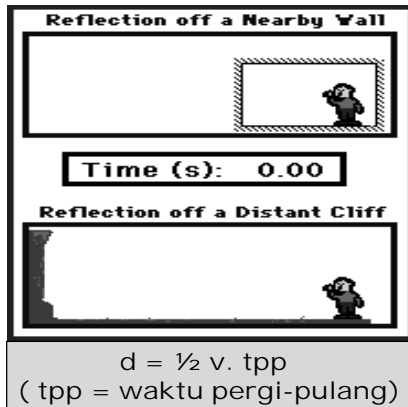 Reflection off a Nearby Wall
Time (s): 0.00
Reflection off a Distant Cliff
d = ½ v. tpp
( tpp = waktu pergi-pulang)